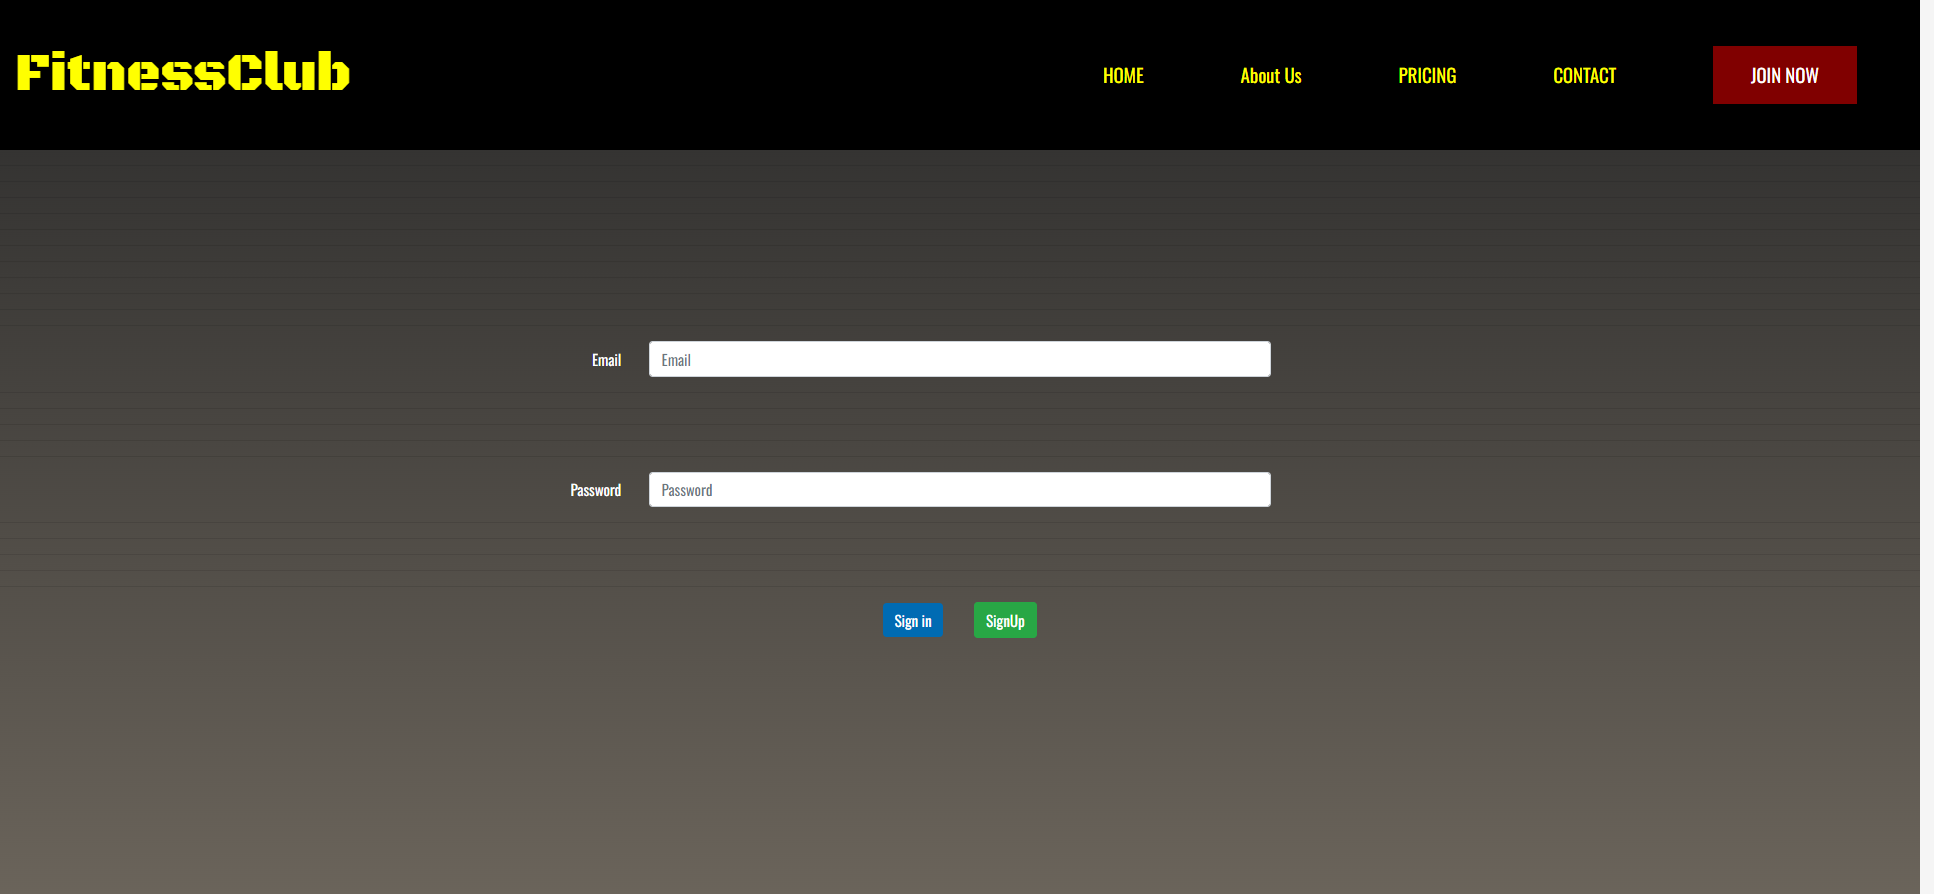 FitnessClub
HOME About Us PRICING CONTACT JOIN NOW
Email Email
Password Password
Sign in SignUp